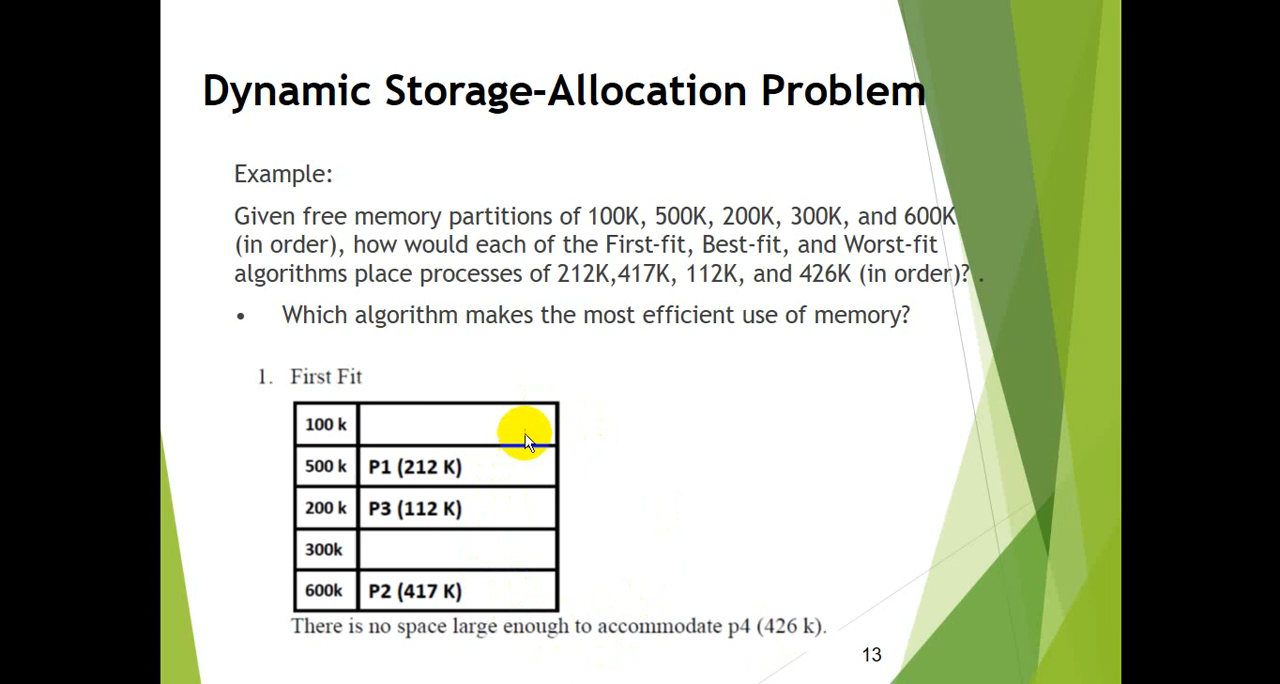 Dynamic Storage-Allocation Problem
Example:
Given free memory partitions of 100K, 500K, 200K, 300K, and 600K
(in order), how would each of the First-fit, Best-fit, and Worst-fit
algorithms place processes of 212K,417K, 112K, and 426K (in order)? .
• Which algorithm makes the most efficient use of memory?
1. First Fit
100 k
500 k P1 (212 K)
200 k P3 (112 K)
300k
600k P2 (417 K)
There is no space large enough to accommodate p4 (426 k).
13